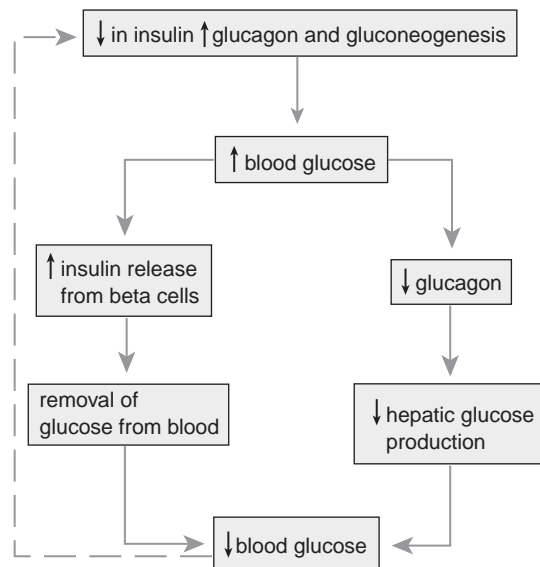 ↓ in insulin ↑ glucagon and gluconeogenesis
↑ blood glucose
↑ insulin release
from beta cells
↓ glucagon
removal of
glucose from blood
↓ hepatic glucose
production
↓ blood glucose